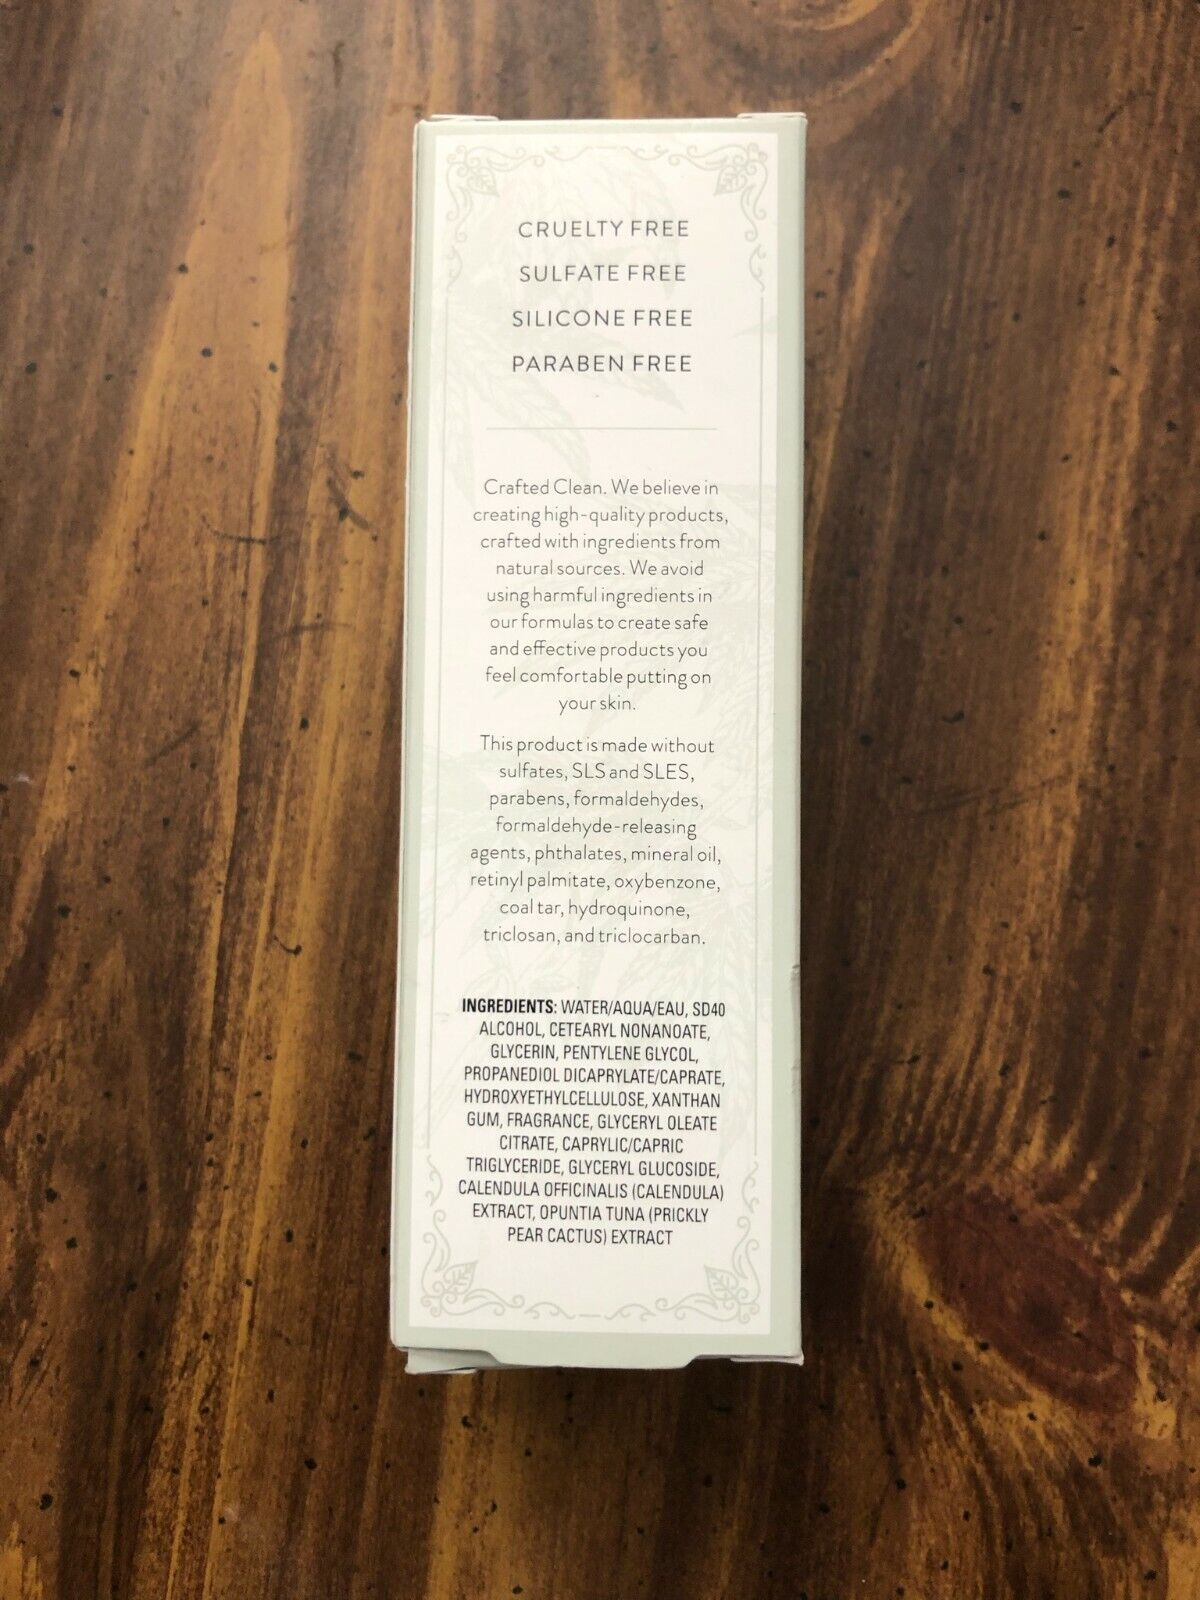 CRUELTY FREE
SULFATE FREE
SILICONE FREE
PARABEN FREE
Crafted Clean. We believe in
creating high-quality products,
crafted with ingredients from
natural sources. We avoid
using harmful ingredients in
our formulas to create safe
and effective products you
feel comfortable putting on
your skin.
This product is made without
sulfates, SLS and SLES,
parabens, formaldehydes,
formaldehyde-releasing
agents, phthalates, mineral oil,
retinyl palmitate, oxybenzone,
coal tar, hydroquinone,
triclosan, and triclocarban.
INGREDIENTS: WATER/AQUA/EAU, SD40
ALCOHOL, CETEARYL NONANOATE,
GLYCERIN, PENTYLENE GLYCOL,
PROPANEDIOL DICAPRYLATE/CAPRATE,
HYDROXYETHYLCELLULOSE, XANTHAN
GUM, FRAGRANCE, GLYCERYL OLEATE
CITRATE, CAPRYLIC/CAPRIC
TRIGLYCERIDE, GLYCERYL GLUCOSIDE,
CALENDULA OFFICINALIS (CALENDULA)
EXTRACT, OPUNTIA TUNA (PRICKLY
PEAR CACTUS) EXTRACT